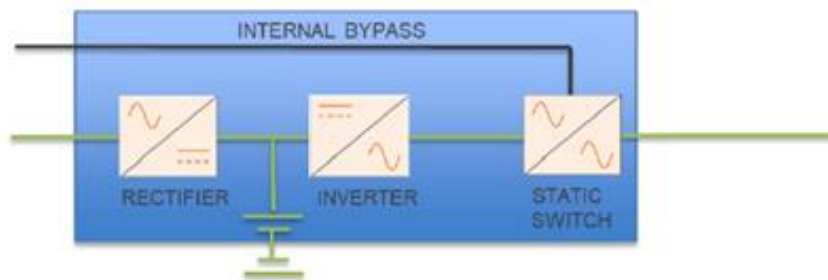 INTERNAL BYPASS
RECTIFIER
INVERTER
STATIC
SWITCH